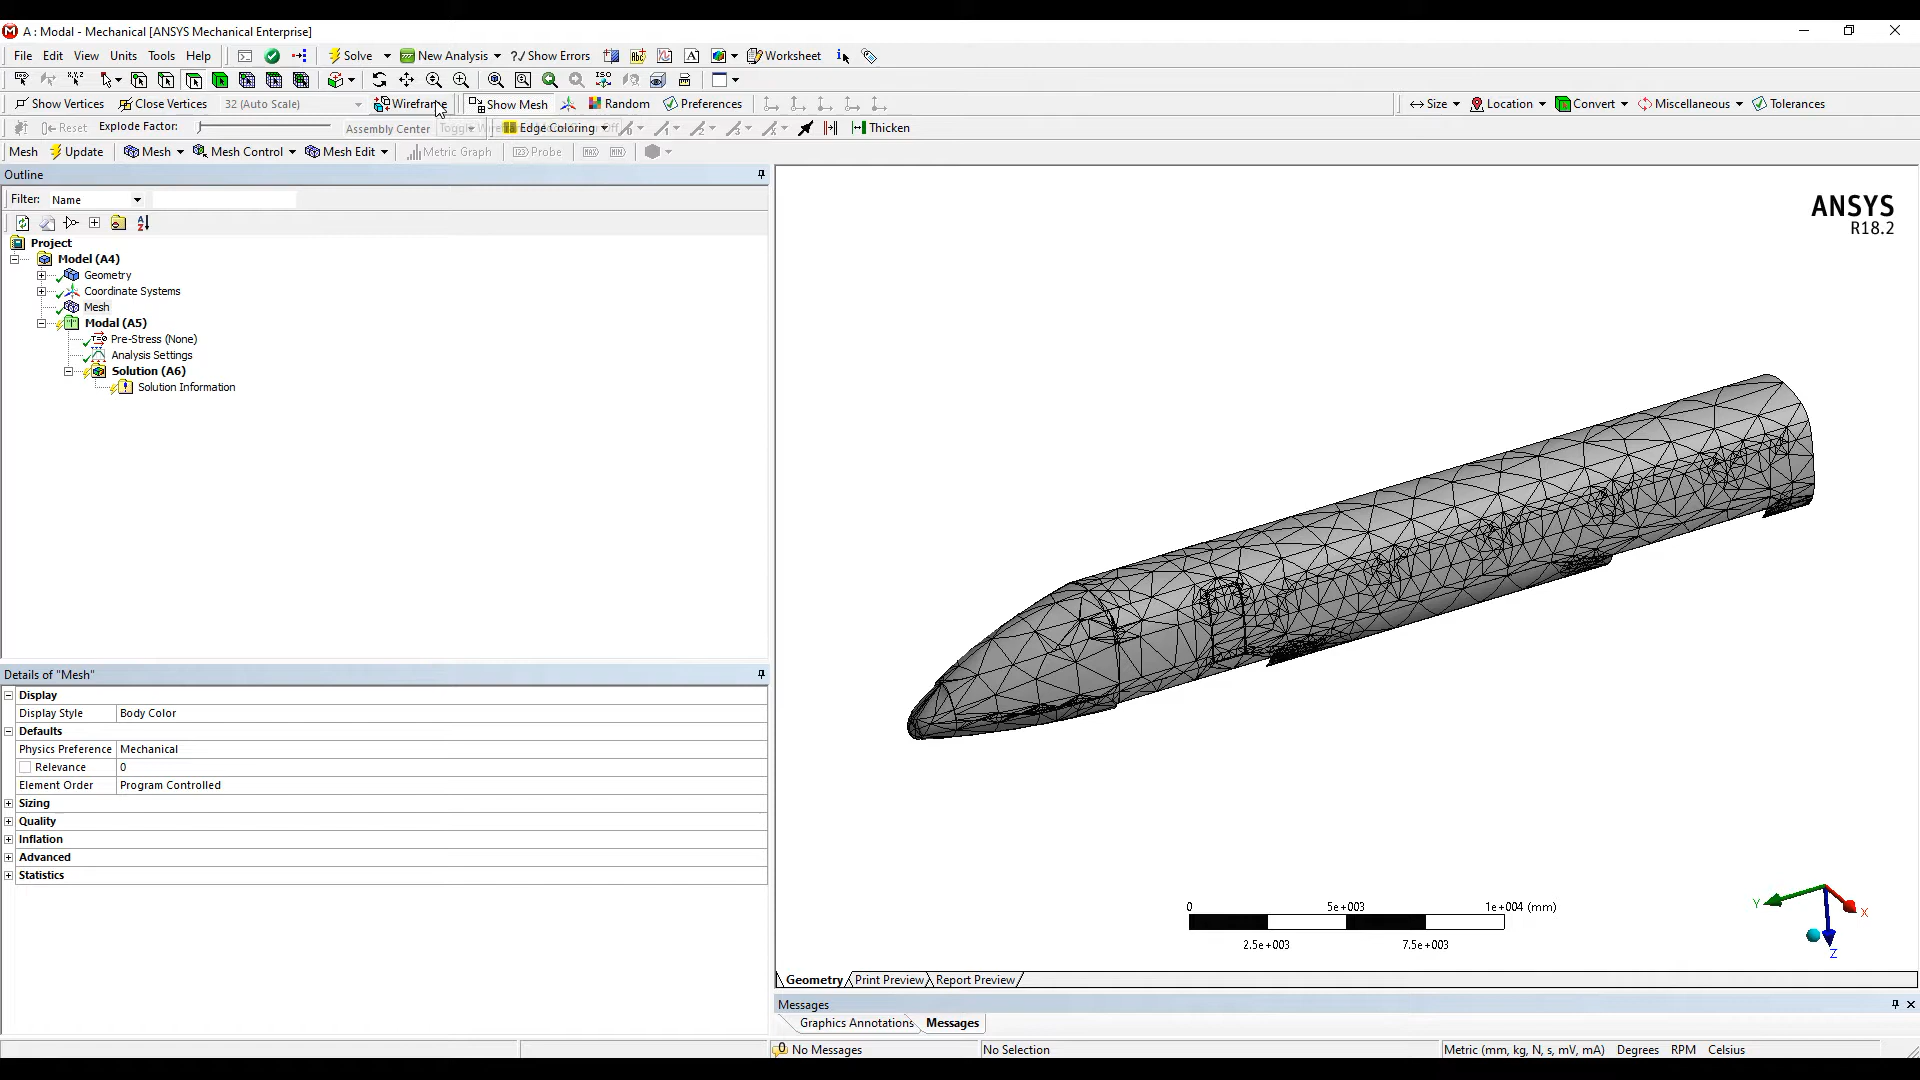 A : Modal - Mechanical [ANSYS Mechanical Enterprise]
File Edit View Units Tools Help Solve New Analysis ?/ Show Errors Worksheet
Show Vertices Close Vertices 32 (Auto Scale) Wireframe Show Mesh Random Preferences Size Location Convert Miscellaneous Tolerances
Reset Explode Factor: Assembly Center Edge Coloring Thicken
Mesh Update Mesh Mesh Control Mesh Edit Metric Graph Probe
Outline
Filter: Name
Project
Model (A4)
Geometry
Coordinate Systems
Mesh
Modal (A5)
Pre-Stress (None)
Analysis Settings
Solution (A6)
Solution Information
Details of "Mesh"
Display
Display Style Body Color
Defaults
Physics Preference Mechanical
Relevance 0
Element Order Program Controlled
Sizing
Quality
Inflation
Advanced
Statistics
ANSYS
R18.2
0 5e+003 1e+004 (mm)
2.5e+003 7.5e+003
Y X
Z
Geometry Print Preview Report Preview
Messages
Graphics Annotations Messages
0 No Messages No Selection Metric (mm, kg, N, s, mV, mA) Degrees RPM Celsius